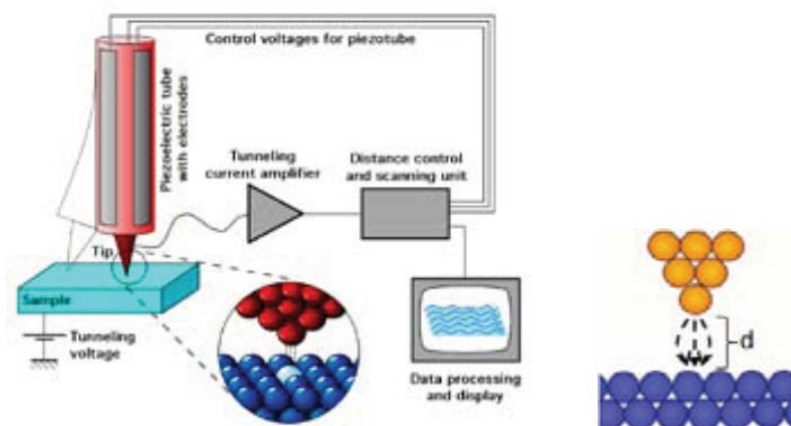 Control voltages for piezotube
Piezoelectric tube
with electrodes
Tunneling
current amplifier
Distance control
and scanning unit
Tip
Sample
Tunneling
voltage
Data processing
and display
d